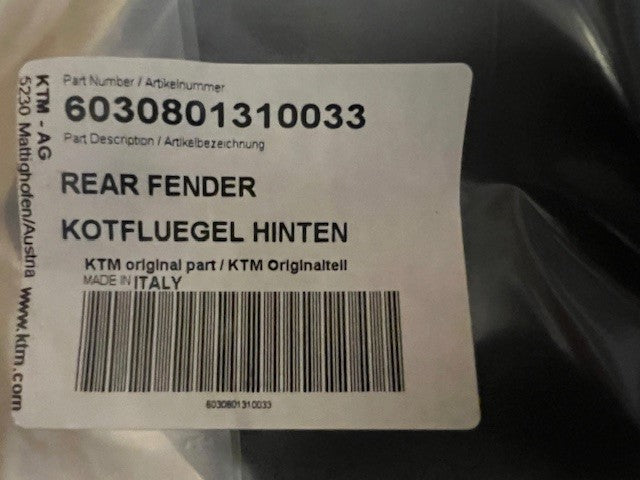 Part Number / Artikelnummer
6030801310033
Part Description / Artikelbezeichnung
REAR FENDER
KOTFLUEGEL HINTEN
KTM original part / KTM Originalteil
MADE IN ITALY
6030801310033
KTM - AG
5230 Mattighofen/Austria www.ktm.com